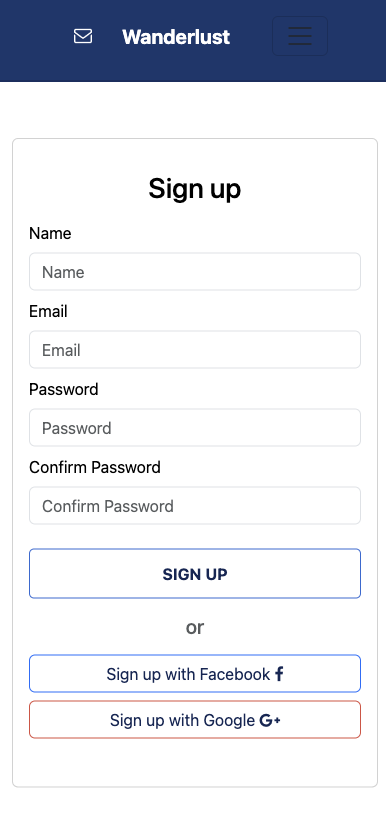 Wanderlust
Sign up
Name
Name
Email
Email
Password
Password
Confirm Password
Confirm Password
SIGN UP
or
Sign up with Facebook
Sign up with Google G+